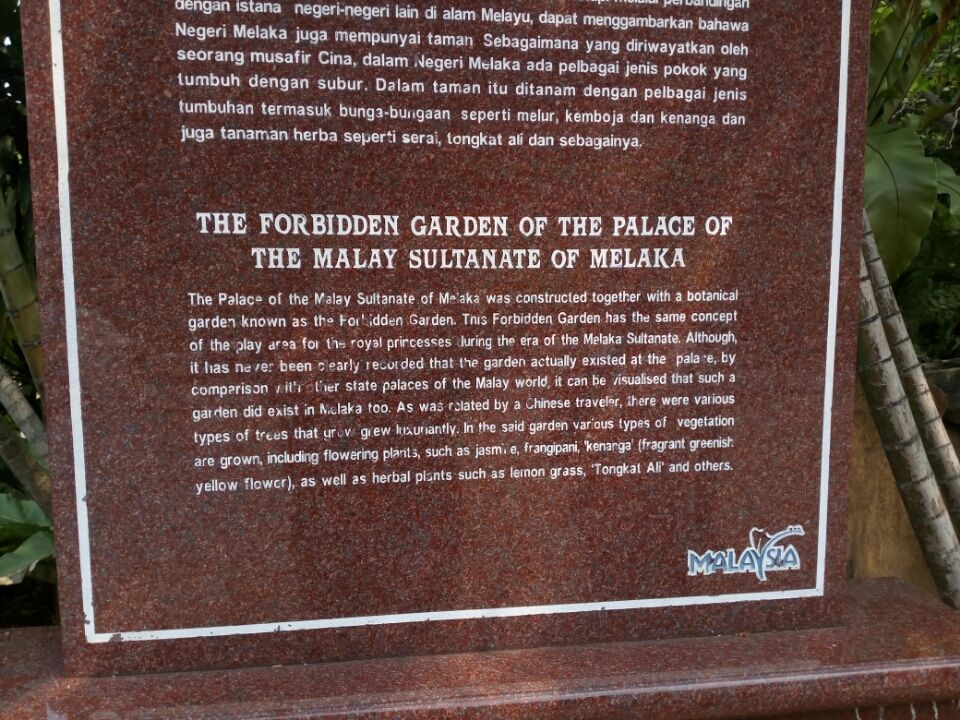 melalui perbandingan
dengan istana negeri-negeri lain di alam Melayu, dapat menggambarkan bahawa
Negeri Melaka juga mempunyai taman Sebagaimana yang diriwayatkan oleh
seorang musafir Cina, dalam Negeri Melaka ada pelbagai jenis pokok yang
tumbuh dengan subur. Dalam taman itu ditanam dengan pelbagai jenis
tumbuhan termasuk bunga-bungaan seperti melur, kemboja dan kenanga dan
juga tanaman herba seperti serai, tongkat ali dan sebagainya.
THE FORBIDDEN GARDEN OF THE PALACE OF
THE MALAY SULTANATE OF MELAKA
The Palace of the Malay Sultanate of Melaka was constructed together with a botanical
garden known as the Forbidden Garden. This Forbidden Garden has the same concept
of the play area for the royal princesses during the era of the Melaka Sultanate. Although,
it has never been clearly recorded that the garden actually existed at the palace, by
comparison with other state palaces of the Malay world, it can be visualised that such a
garden did exist in Melaka too. As was related by a Chinese traveler, there were various
types of trees that grow grew luxuriantly. In the said garden various types of vegetation
are grown, including flowering plants, such as jasmine, frangipani, 'kenanga' (fragrant greenish
yellow flower), as well as herbal plants such as lemon grass, 'Tongkat Ali' and others.
MALAYSIA